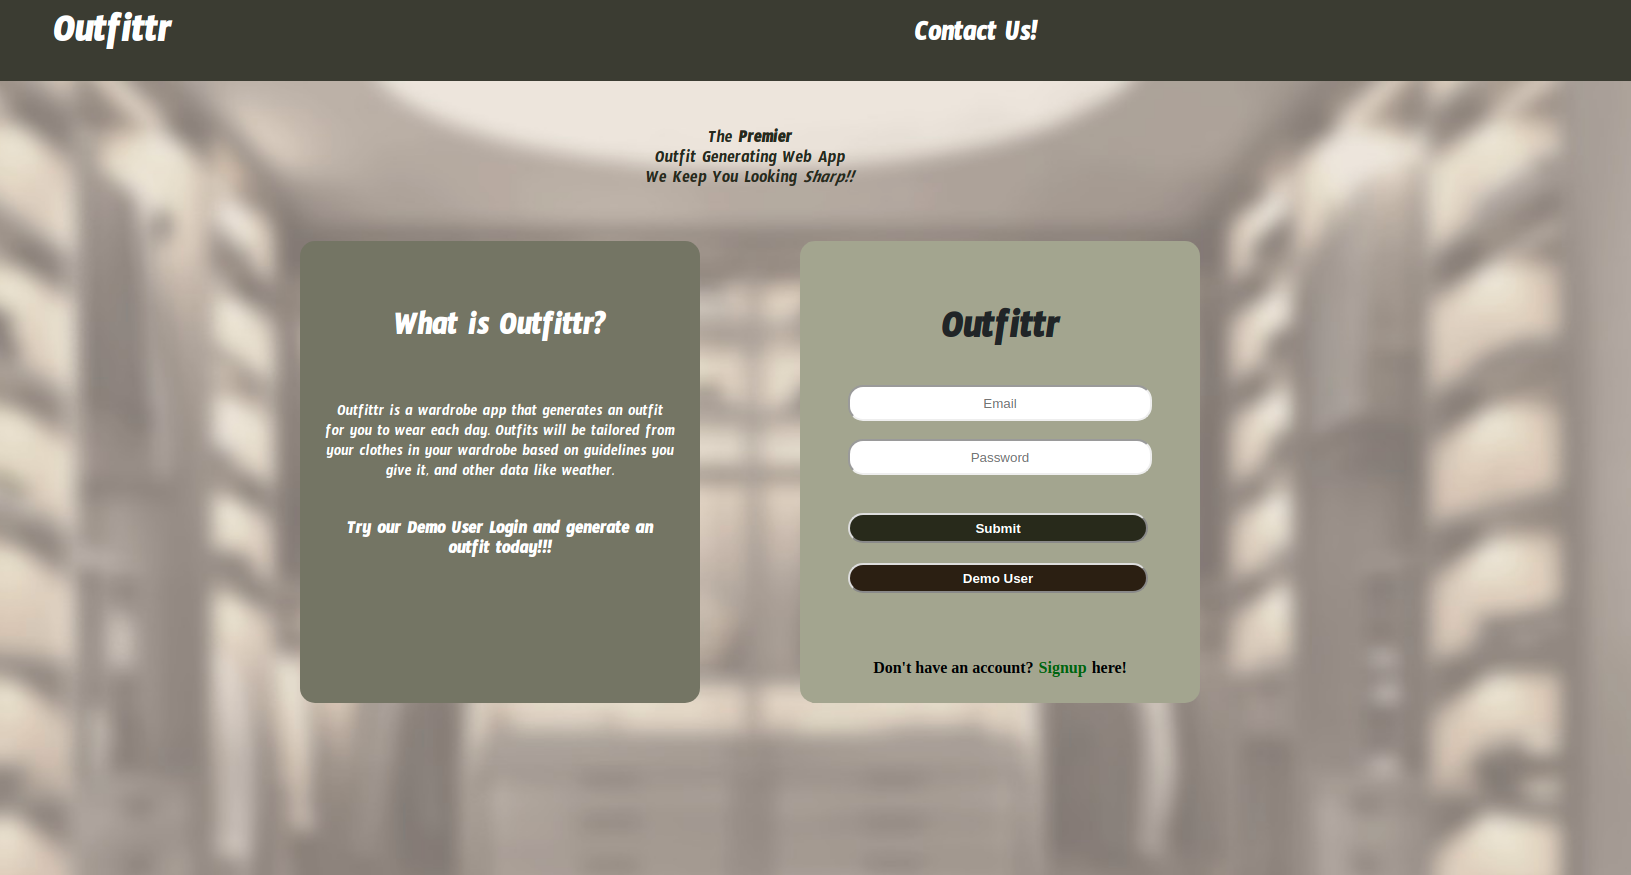 Outfittr
Contact Us!
The Premier
Outfit Generating Web App
We Keep You Looking Sharp!!
What is Outfittr?
Outfittr is a wardrobe app that generates an outfit
for you to wear each day. Outfits will be tailored from
your clothes in your wardrobe based on guidelines you
give it, and other data like weather.
Try our Demo User Login and generate an
outfit today!!!
Outfittr
Email
Password
Submit
Demo User
Don't have an account? Signup here!